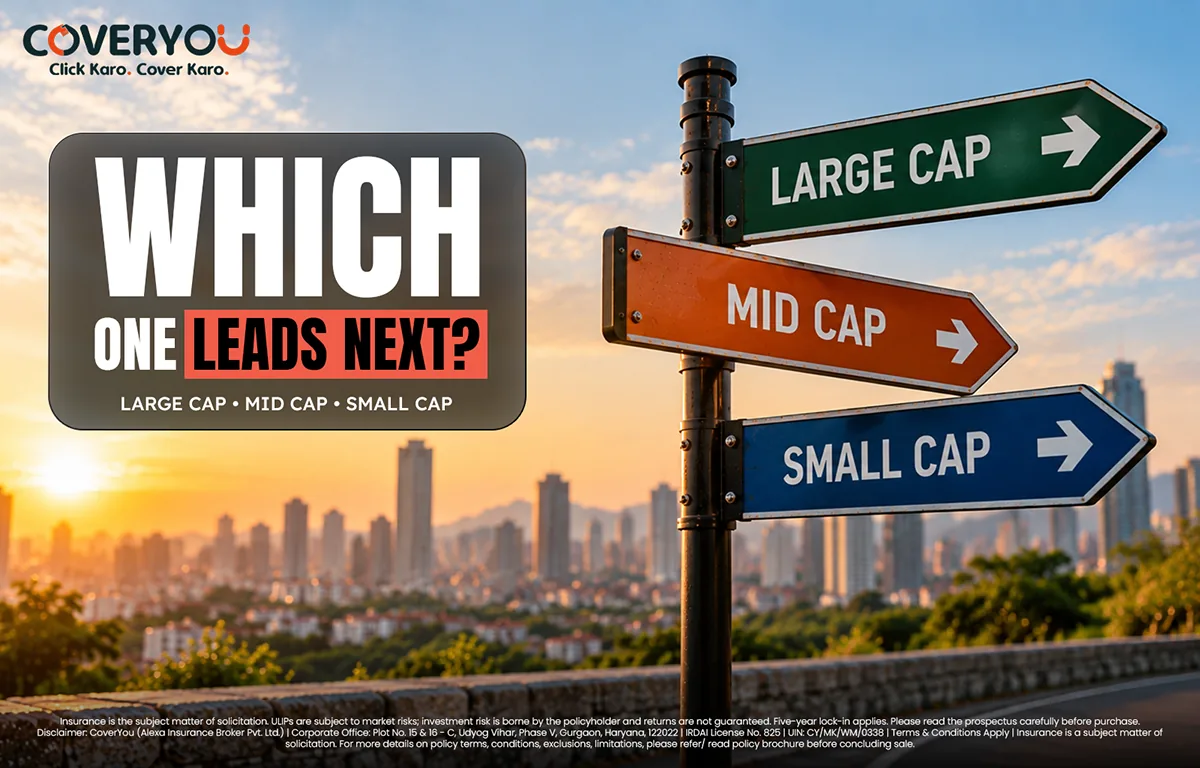 COVERYOU
Click Karo. Cover Karo.
WHICH
ONE LEADS NEXT?
LARGE CAP • MID CAP • SMALL CAP
LARGE CAP
MID CAP
SMALL CAP
Insurance is the subject matter of solicitation. ULIPs are subject to market risks; investment risk is borne by the policyholder and returns are not guaranteed. Five-year lock-in applies. Please read the prospectus carefully before purchase.
Disclaimer: CoverYou (Alexa Insurance Broker Pvt. Ltd.) | Corporate Office: Plot No. 15 & 16 - C, Udyog Vihar, Phase V, Gurgaon, Haryana, 122022 | IRDAI License No. 825 | UIN: CY/MK/WM/0338 | Terms & Conditions Apply | Insurance is a subject matter of
solicitation. For more details on policy terms, conditions, exclusions, limitations, please refer/ read policy brochure before concluding sale.